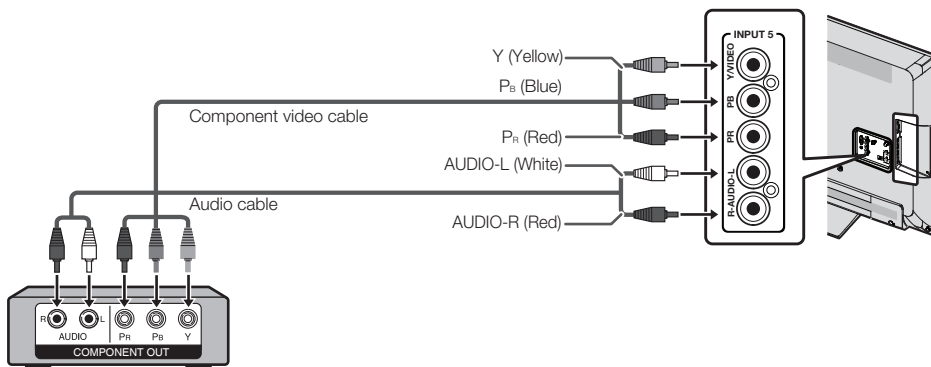 INPUT 5
Y (Yellow)
Y/VIDEO
PB (Blue)
PB
Component video cable
PR (Red)
PR
AUDIO-L (White)
Audio cable
R-AUDIO-L
AUDIO-R (Red)
R L
AUDIO PR PB Y
COMPONENT OUT